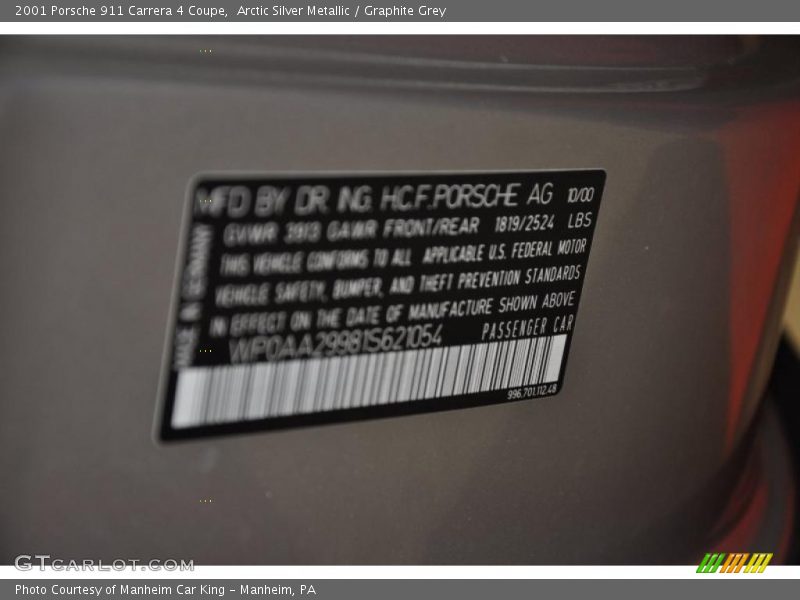 2001 Porsche 911 Carrera 4 Coupe,  Arctic Silver Metallic / Graphite Grey
MFD BY DR. ING. H.C.F. PORSCHE AG 10/00
GVWR 3913 GAWR FRONT/REAR 1819/2524 LBS
THIS VEHICLE CONFORMS TO ALL APPLICABLE U.S. FEDERAL MOTOR
VEHICLE SAFETY, BUMPER, AND THEFT PREVENTION STANDARDS
IN EFFECT ON THE DATE OF MANUFACTURE SHOWN ABOVE
WP0AA29981S621054 PASSENGER CAR
MADE IN GERMANY
996.701.112.48
GTCARLOT.COM
Photo Courtesy of Manheim Car King – Manheim, PA